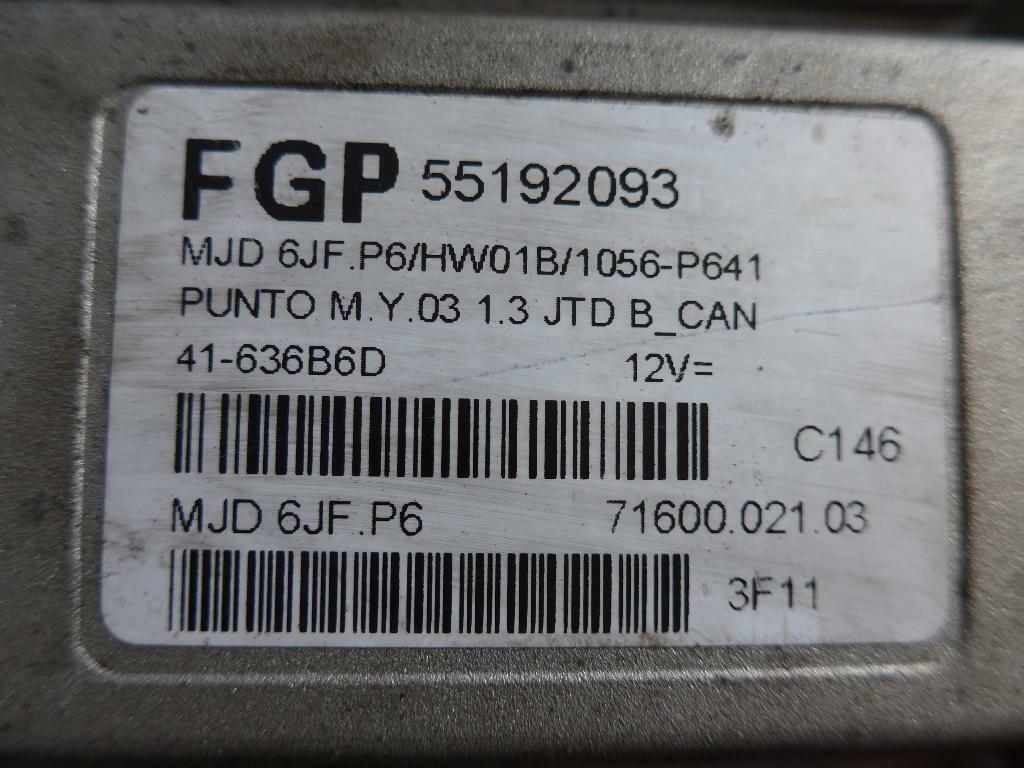 FGP 55192093
MJD 6JF.P6/HW01B/1056-P641
PUNTO M.Y.03 1.3 JTD B_CAN
41-636B6D 12V=
C146
MJD 6JF.P6 71600.021.03
3F11